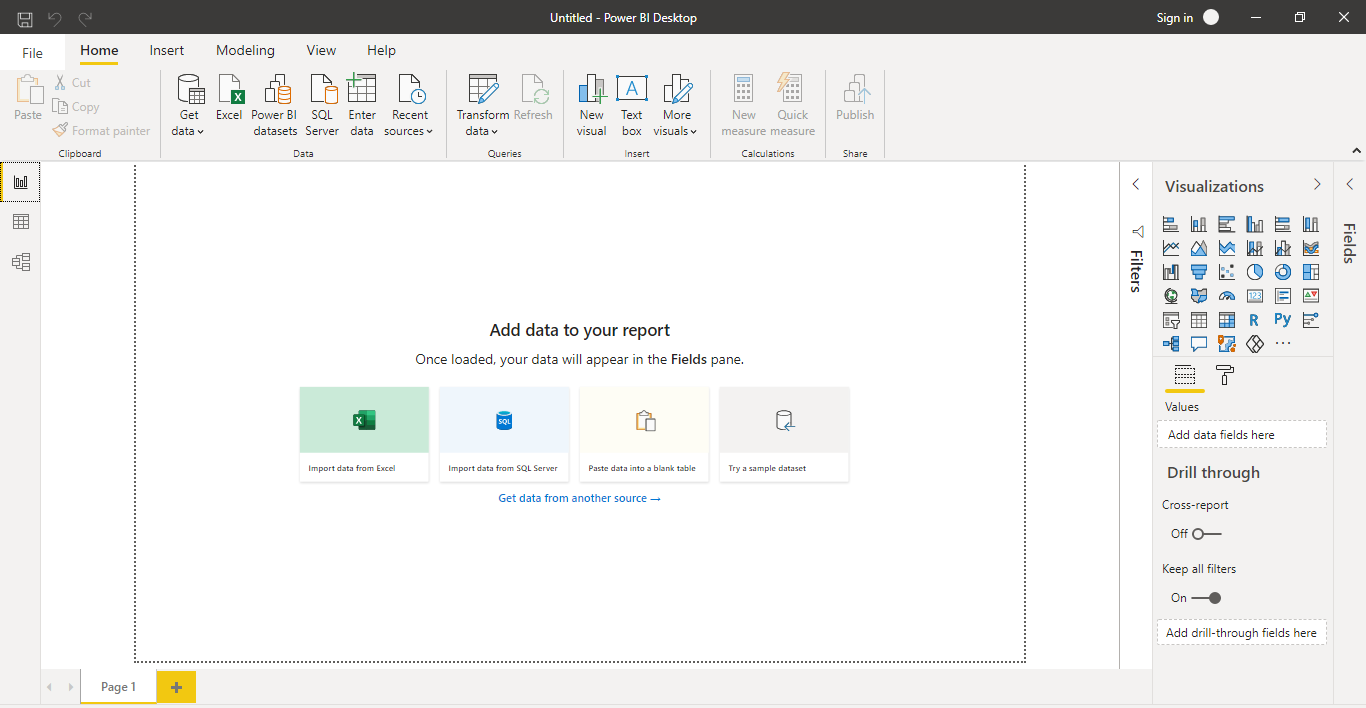 Untitled - Power BI Desktop
Sign in
File
Home
Insert
Modeling
View
Help
Paste
Cut
Copy
Format painter
Clipboard
Get
data
Excel
Power BI
datasets
SQL
Server
Enter
data
Recent
sources
Data
Transform
data
Refresh
Queries
New
visual
A
Text
box
More
visuals
Insert
New
measure
Quick
measure
Calculations
Publish
Share
Add data to your report
Once loaded, your data will appear in the Fields pane.
X
Import data from Excel
SQL
Import data from SQL Server
Paste data into a blank table
Try a sample dataset
Get data from another source →
Filters
Visualizations
123
R
Py
Values
Add data fields here
Drill through
Cross-report
Off
Keep all filters
On
Add drill-through fields here
Fields
Page 1